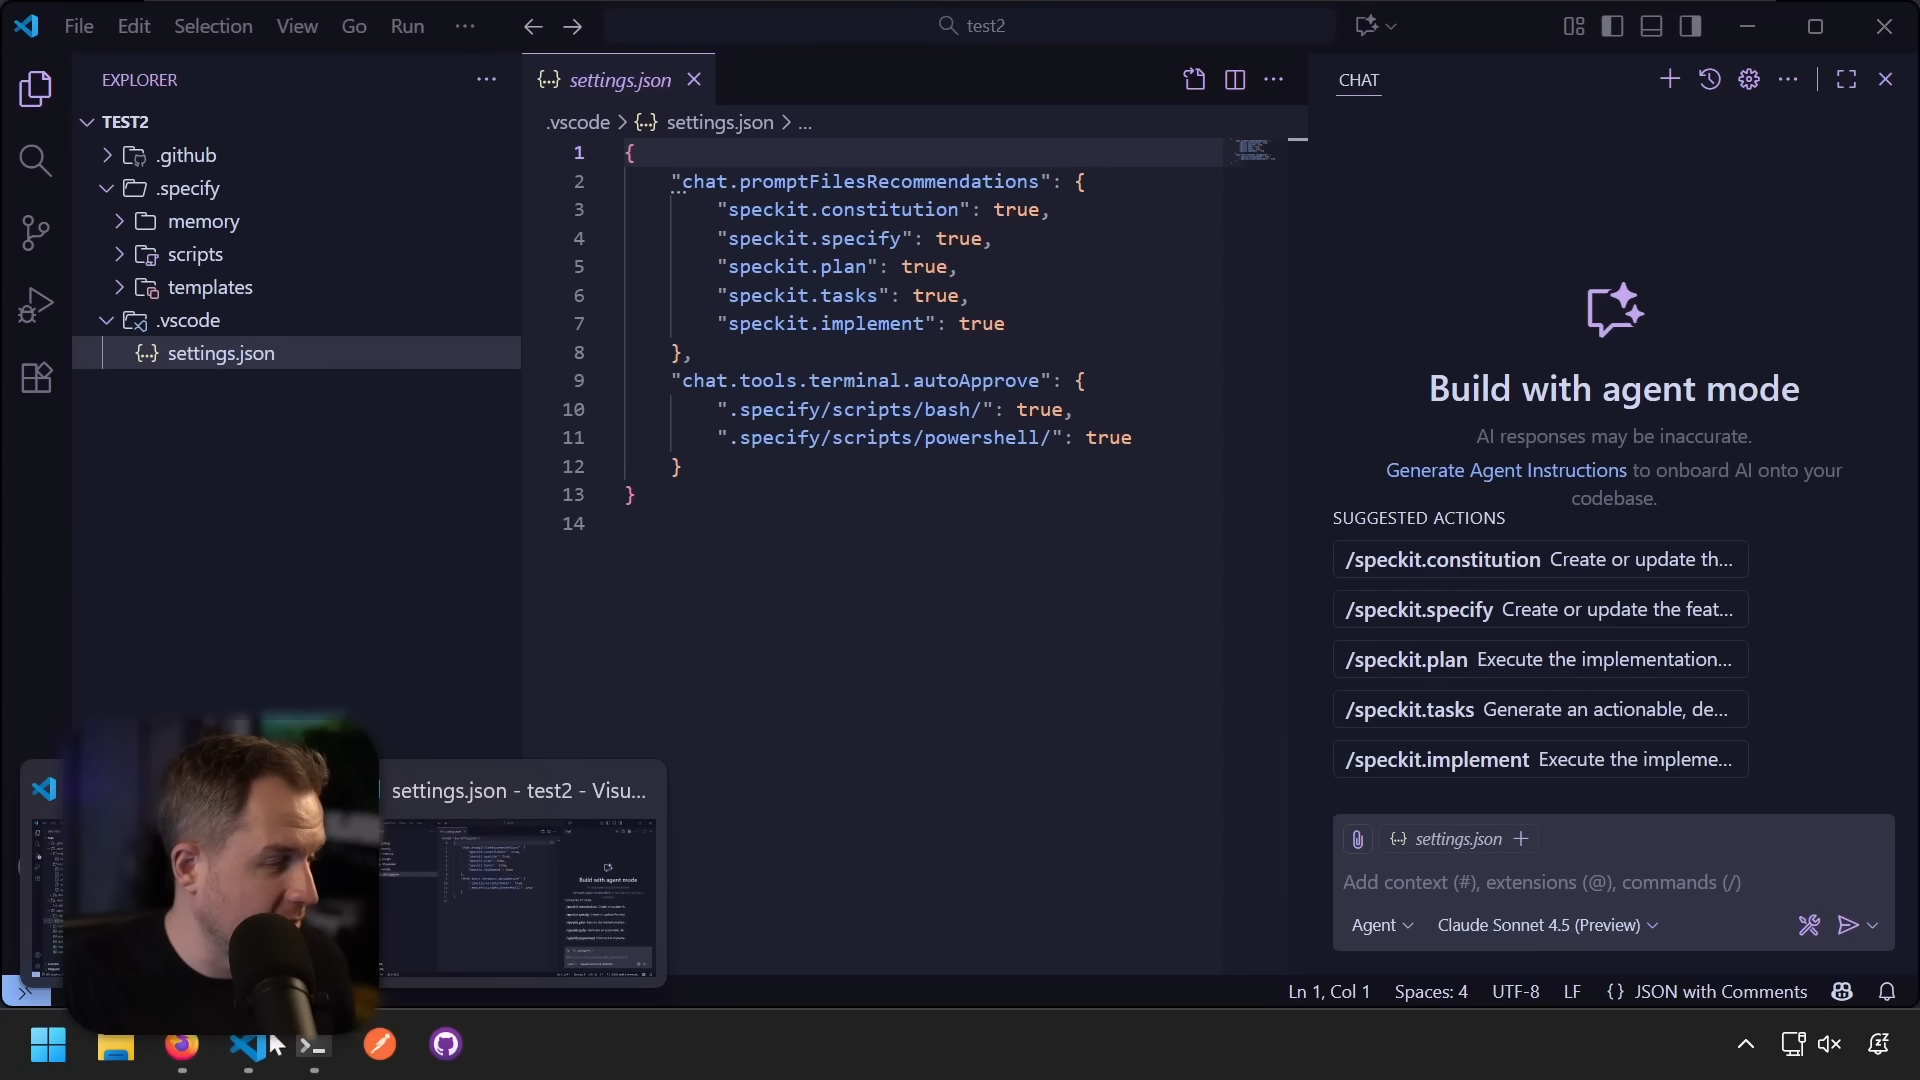 File Edit Selection View Go Run ...
test2
EXPLORER ...
TEST2
.github
.specify
memory
scripts
templates
.vscode
{...} settings.json
{...} settings.json
.vscode > {...} settings.json > ...
1 {
2 "chat.promptFilesRecommendations": {
3 "speckit.constitution": true,
4 "speckit.specify": true,
5 "speckit.plan": true,
6 "speckit.tasks": true,
7 "speckit.implement": true
8 },
9 "chat.tools.terminal.autoApprove": {
10 ".specify/scripts/bash/": true,
11 ".specify/scripts/powershell/": true
12 }
13 }
14
CHAT
Build with agent mode
AI responses may be inaccurate.
Generate Agent Instructions to onboard AI onto your
codebase.
SUGGESTED ACTIONS
/speckit.constitution Create or update th...
/speckit.specify Create or update the feat...
/speckit.plan Execute the implementation...
/speckit.tasks Generate an actionable, de...
/speckit.implement Execute the impleme...
{...} settings.json +
Add context (#), extensions (@), commands (/)
Agent Claude Sonnet 4.5 (Preview)
settings.json - test2 - Visu...
Build with agent mode
Ln 1, Col 1 Spaces: 4 UTF-8 LF {} JSON with Comments